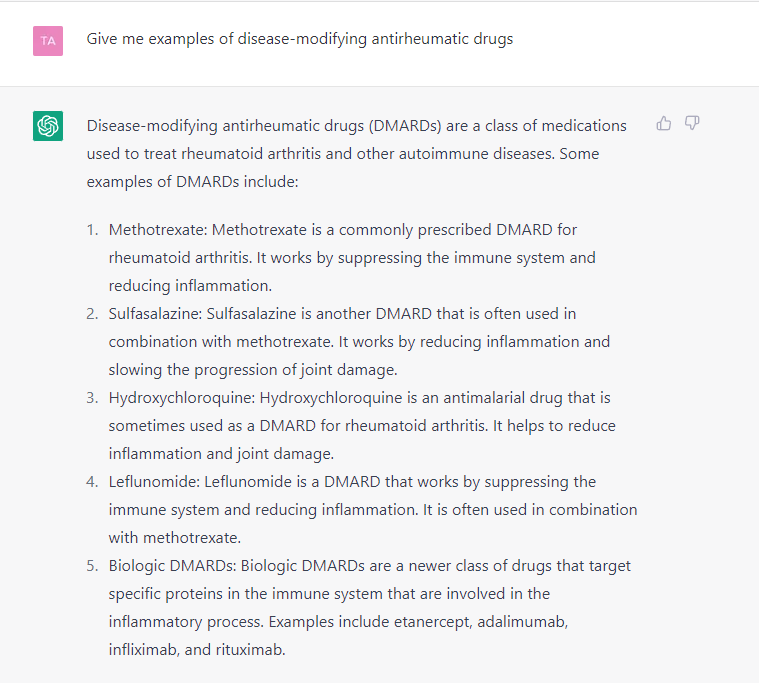 TA
Give me examples of disease-modifying antirheumatic drugs
Disease-modifying antirheumatic drugs (DMARDs) are a class of medications
used to treat rheumatoid arthritis and other autoimmune diseases. Some
examples of DMARDs include:
1. Methotrexate: Methotrexate is a commonly prescribed DMARD for
rheumatoid arthritis. It works by suppressing the immune system and
reducing inflammation.
2. Sulfasalazine: Sulfasalazine is another DMARD that is often used in
combination with methotrexate. It works by reducing inflammation and
slowing the progression of joint damage.
3. Hydroxychloroquine: Hydroxychloroquine is an antimalarial drug that is
sometimes used as a DMARD for rheumatoid arthritis. It helps to reduce
inflammation and joint damage.
4. Leflunomide: Leflunomide is a DMARD that works by suppressing the
immune system and reducing inflammation. It is often used in combination
with methotrexate.
5. Biologic DMARDs: Biologic DMARDs are a newer class of drugs that target
specific proteins in the immune system that are involved in the
inflammatory process. Examples include etanercept, adalimumab,
infliximab, and rituximab.